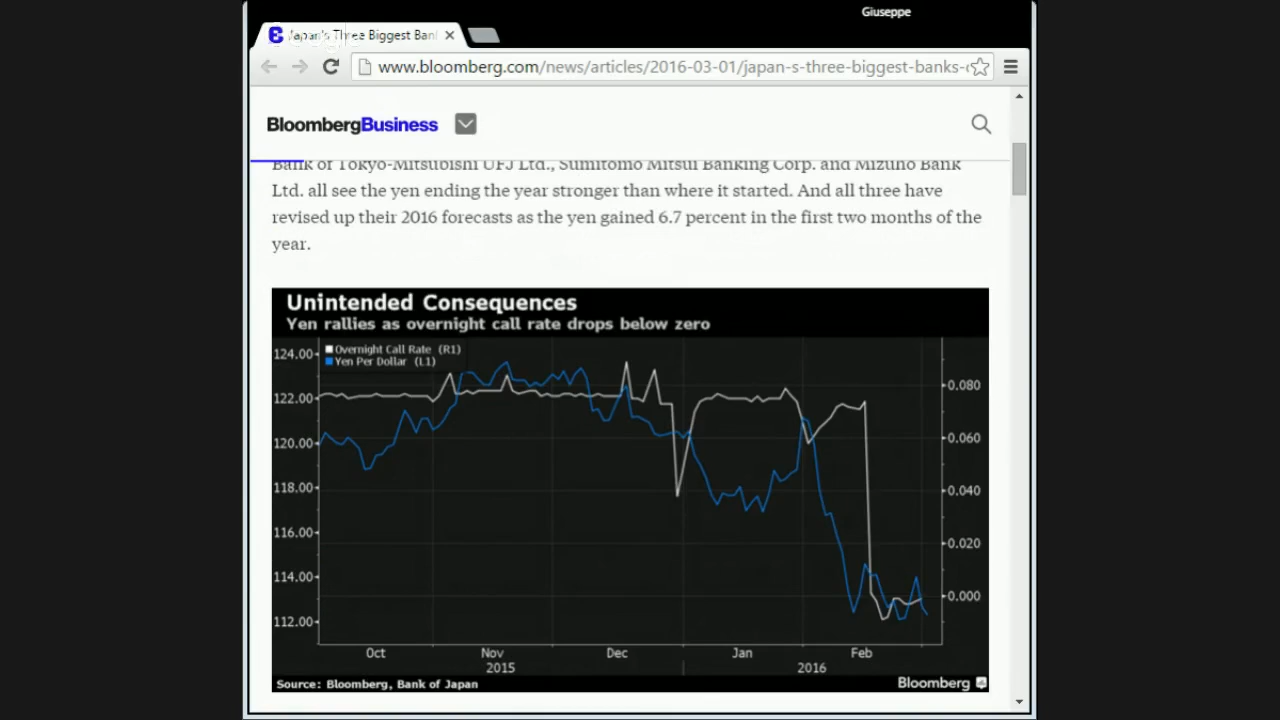 Giuseppe
Japan's Three Biggest Ban
Google
www.bloomberg.com/news/articles/2016-03-01/japan-s-three-biggest-banks-
BloombergBusiness
Bank of Tokyo-Mitsubishi UFJ Ltd., Sumitomo Mitsui Banking Corp. and Mizuho Bank
Ltd. all see the yen ending the year stronger than where it started. And all three have
revised up their 2016 forecasts as the yen gained 6.7 percent in the first two months of the
year.
Unintended Consequences
Yen rallies as overnight call rate drops below zero
Overnight Call Rate (R1)
Yen Per Dollar (L1)
124.00
122.00
120.00
118.00
116.00
114.00
112.00
0.080
0.060
0.040
0.020
0.000
Oct Nov Dec Jan Feb
2015 2016
Source: Bloomberg, Bank of Japan
Bloomberg